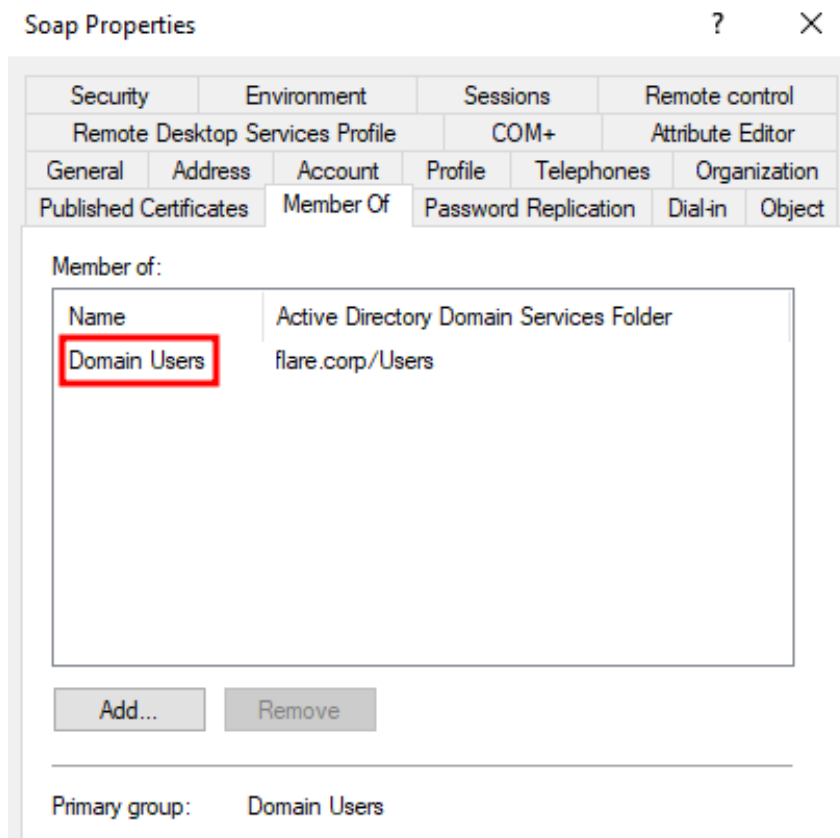 Soap Properties ? ×
Security Environment Sessions Remote control
Remote Desktop Services Profile COM+ Attribute Editor
General Address Account Profile Telephones Organization
Published Certificates Member Of Password Replication Dial-in Object
Member of:
Name Active Directory Domain Services Folder
Domain Users flare.corp/Users
Add... Remove
Primary group: Domain Users